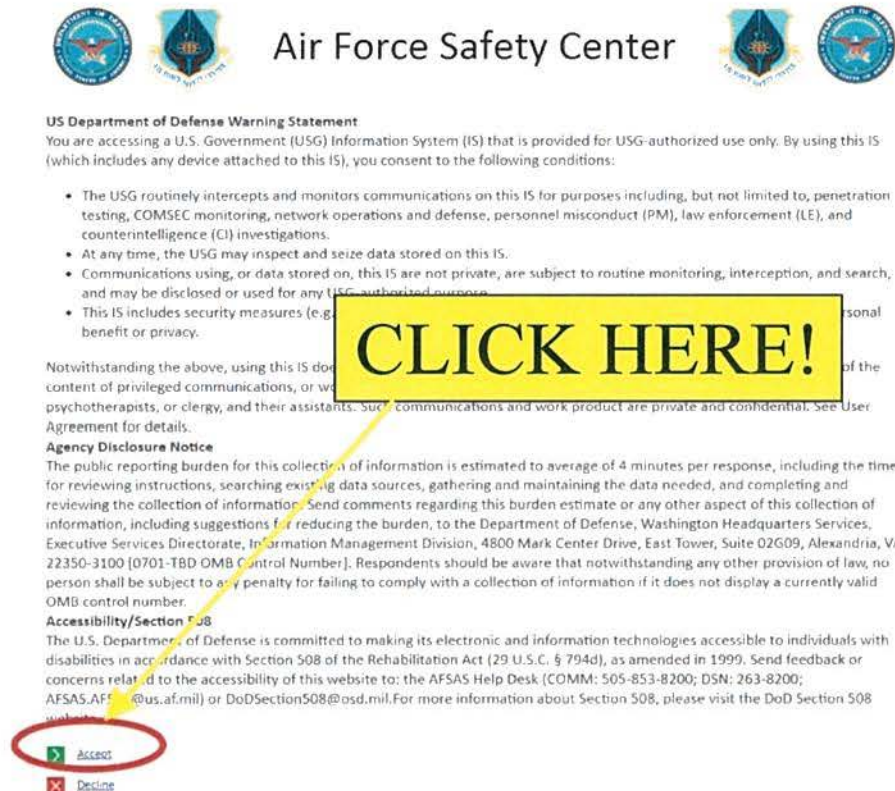 Air Force Safety Center
US Department of Defense Warning Statement
You are accessing a U.S. Government (USG) Information System (IS) that is provided for USG-authorized use only. By using this IS
(which includes any device attached to this IS), you consent to the following conditions:
• The USG routinely intercepts and monitors communications on this IS for purposes including, but not limited to, penetration
testing, COMSEC monitoring, network operations and defense, personnel misconduct (PM), law enforcement (LE), and
counterintelligence (CI) investigations.
• At any time, the USG may inspect and seize data stored on this IS.
• Communications using, or data stored on, this IS are not private, are subject to routine monitoring, interception, and search,
and may be disclosed or used for any USG-authorized purpose.
• This IS includes security measures (e.g.
benefit or privacy.
CLICK HERE!
Notwithstanding the above, using this IS of the
content of privileged communications, or
psychotherapists, or clergy, and their assistants. Such communications and work product are private and confidential. See User
Agreement for details.
Agency Disclosure Notice
The public reporting burden for this collection of information is estimated to average of 4 minutes per response, including the time
for reviewing instructions, searching existing data sources, gathering and maintaining the data needed, and completing and
reviewing the collection of information. Send comments regarding this burden estimate or any other aspect of this collection of
information, including suggestions for reducing the burden, to the Department of Defense, Washington Headquarters Services,
Executive Services Directorate, Information Management Division, 4800 Mark Center Drive, East Tower, Suite 02G09, Alexandria,
22350-3100 [0701-TBD OMB Control Number]. Respondents should be aware that notwithstanding any other provision of law, no
person shall be subject to any penalty for failing to comply with a collection of information if it does not display a currently valid
OMB control number.
Accessibility/Section 508
The U.S. Department of Defense is committed to making its electronic and information technologies accessible to individuals with
disabilities in accordance with Section 508 of the Rehabilitation Act (29 U.S.C. § 794d), as amended in 1999. Send feedback or
concerns related to the accessibility of this website to: the AFSAS Help Desk (COMM: 505-853-8200; DSN: 263-8200;
@us.af.mil) or DoDSection508@osd.mil.For more information about Section 508, please visit the DoD Section 508
Accept
Decline